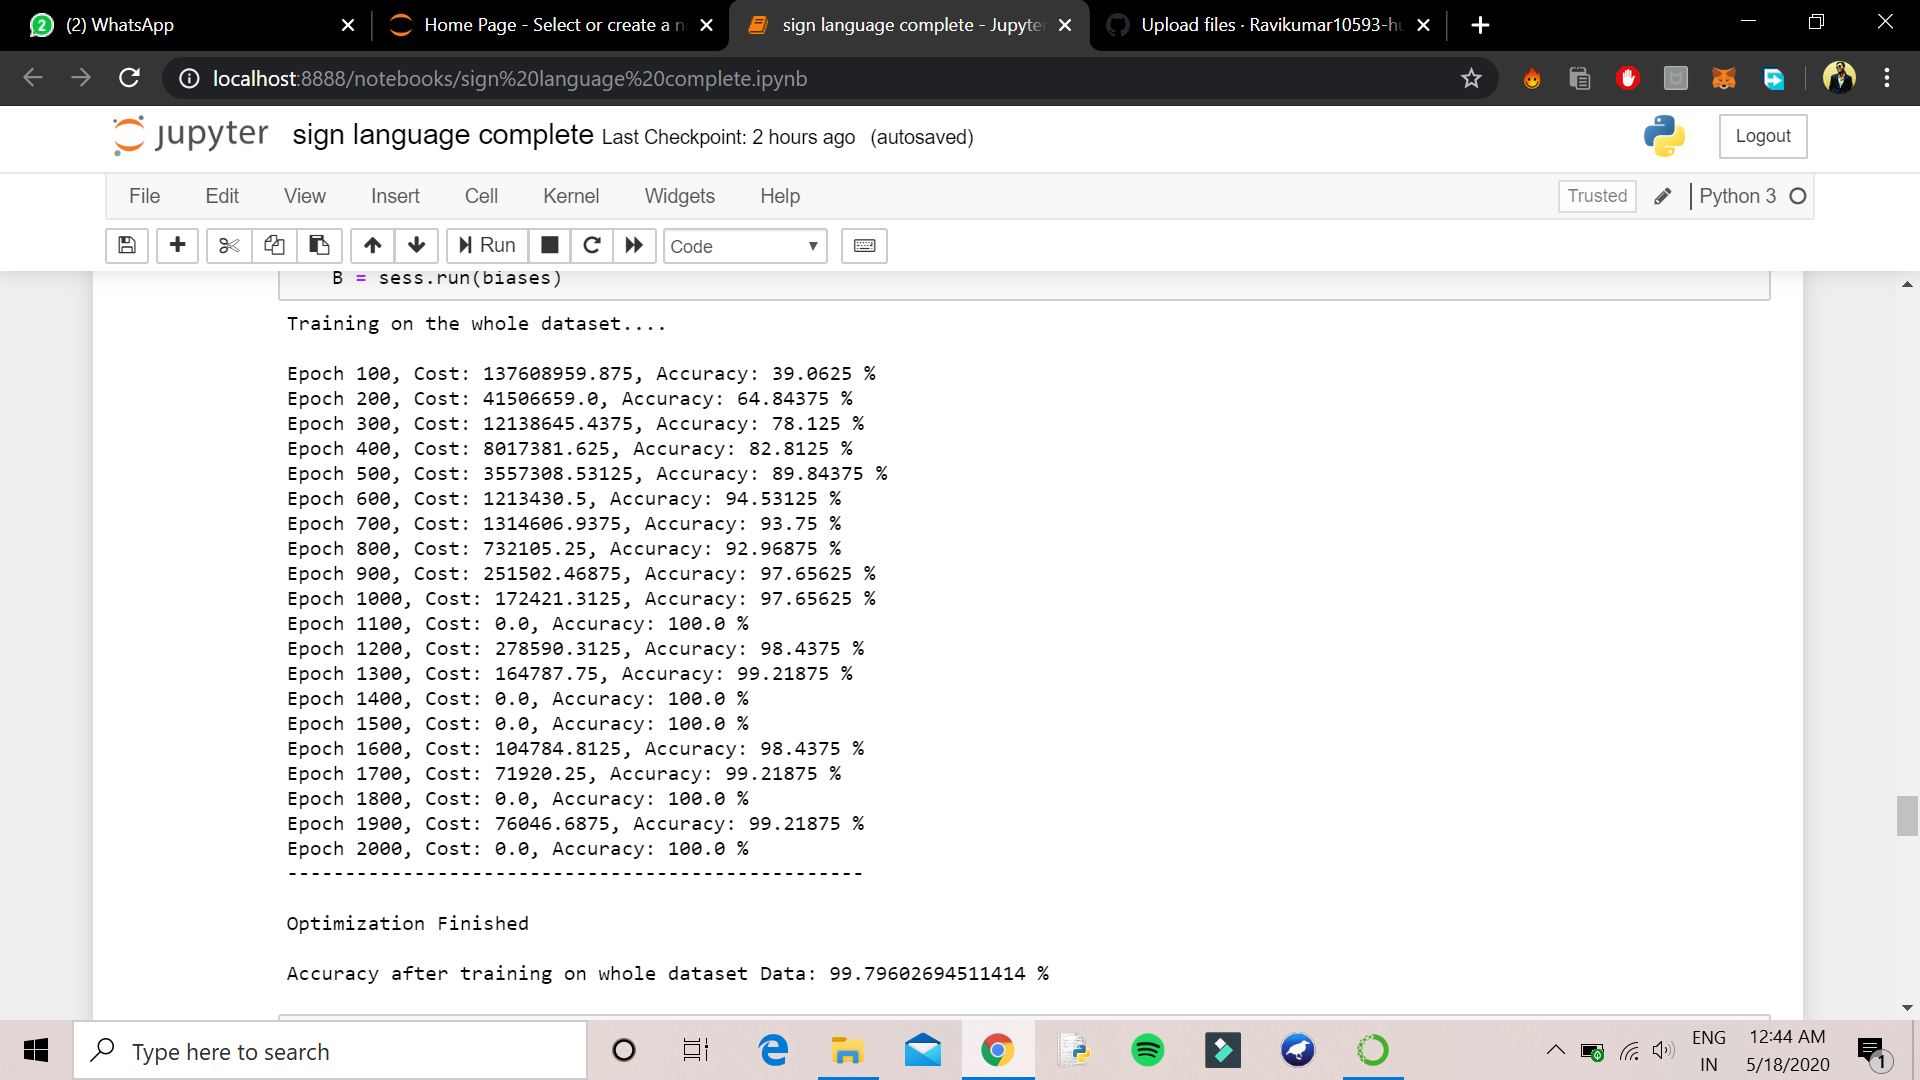 (2) WhatsApp
Home Page - Select or create a n
sign language complete - Jupyte
Upload files · Ravikumar10593-hu
localhost:8888/notebooks/sign%20language%20complete.ipynb
jupyter sign language complete Last Checkpoint: 2 hours ago (autosaved)
Logout
File Edit View Insert Cell Kernel Widgets Help
Trusted Python 3
Run Code
B = sess.run(biases)
Training on the whole dataset....
Epoch 100, Cost: 137608959.875, Accuracy: 39.0625 %
Epoch 200, Cost: 41506659.0, Accuracy: 64.84375 %
Epoch 300, Cost: 12138645.4375, Accuracy: 78.125 %
Epoch 400, Cost: 8017381.625, Accuracy: 82.8125 %
Epoch 500, Cost: 3557308.53125, Accuracy: 89.84375 %
Epoch 600, Cost: 1213430.5, Accuracy: 94.53125 %
Epoch 700, Cost: 1314606.9375, Accuracy: 93.75 %
Epoch 800, Cost: 732105.25, Accuracy: 92.96875 %
Epoch 900, Cost: 251502.46875, Accuracy: 97.65625 %
Epoch 1000, Cost: 172421.3125, Accuracy: 97.65625 %
Epoch 1100, Cost: 0.0, Accuracy: 100.0 %
Epoch 1200, Cost: 278590.3125, Accuracy: 98.4375 %
Epoch 1300, Cost: 164787.75, Accuracy: 99.21875 %
Epoch 1400, Cost: 0.0, Accuracy: 100.0 %
Epoch 1500, Cost: 0.0, Accuracy: 100.0 %
Epoch 1600, Cost: 104784.8125, Accuracy: 98.4375 %
Epoch 1700, Cost: 71920.25, Accuracy: 99.21875 %
Epoch 1800, Cost: 0.0, Accuracy: 100.0 %
Epoch 1900, Cost: 76046.6875, Accuracy: 99.21875 %
Epoch 2000, Cost: 0.0, Accuracy: 100.0 %
--------------------------------------------------
Optimization Finished
Accuracy after training on whole dataset Data: 99.79602694511414 %
Type here to search
ENG
IN
12:44 AM
5/18/2020
1